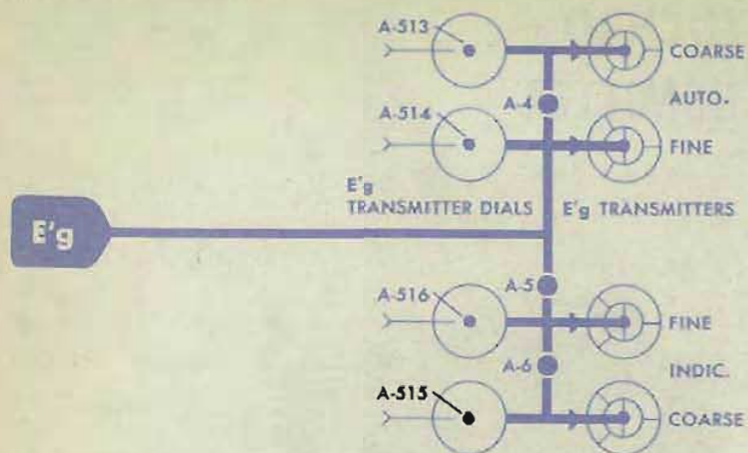 A-513
COARSE
A-4
AUTO.
A-514
FINE
E'g
TRANSMITTER DIALS
E'g TRANSMITTERS
E'g
A-5
A-516
FINE
A-6
INDIC.
A-515
COARSE